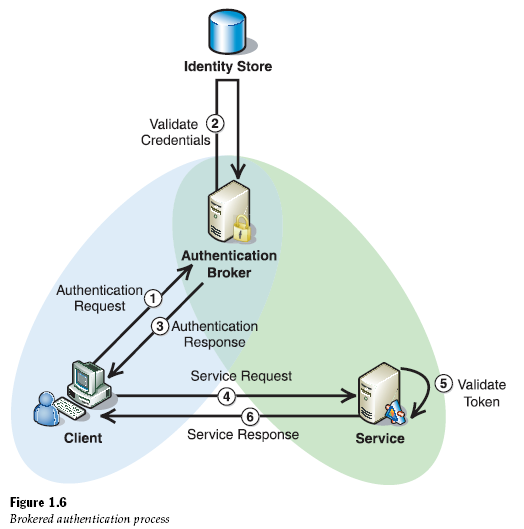 Identity Store
Validate
Credentials
2
Authentication
Broker
Authentication
Request
1
3
Authentication
Response
Service Request
4
5
Validate
Token
6
Service Response
Client
Service
Figure 1.6
Brokered authentication process